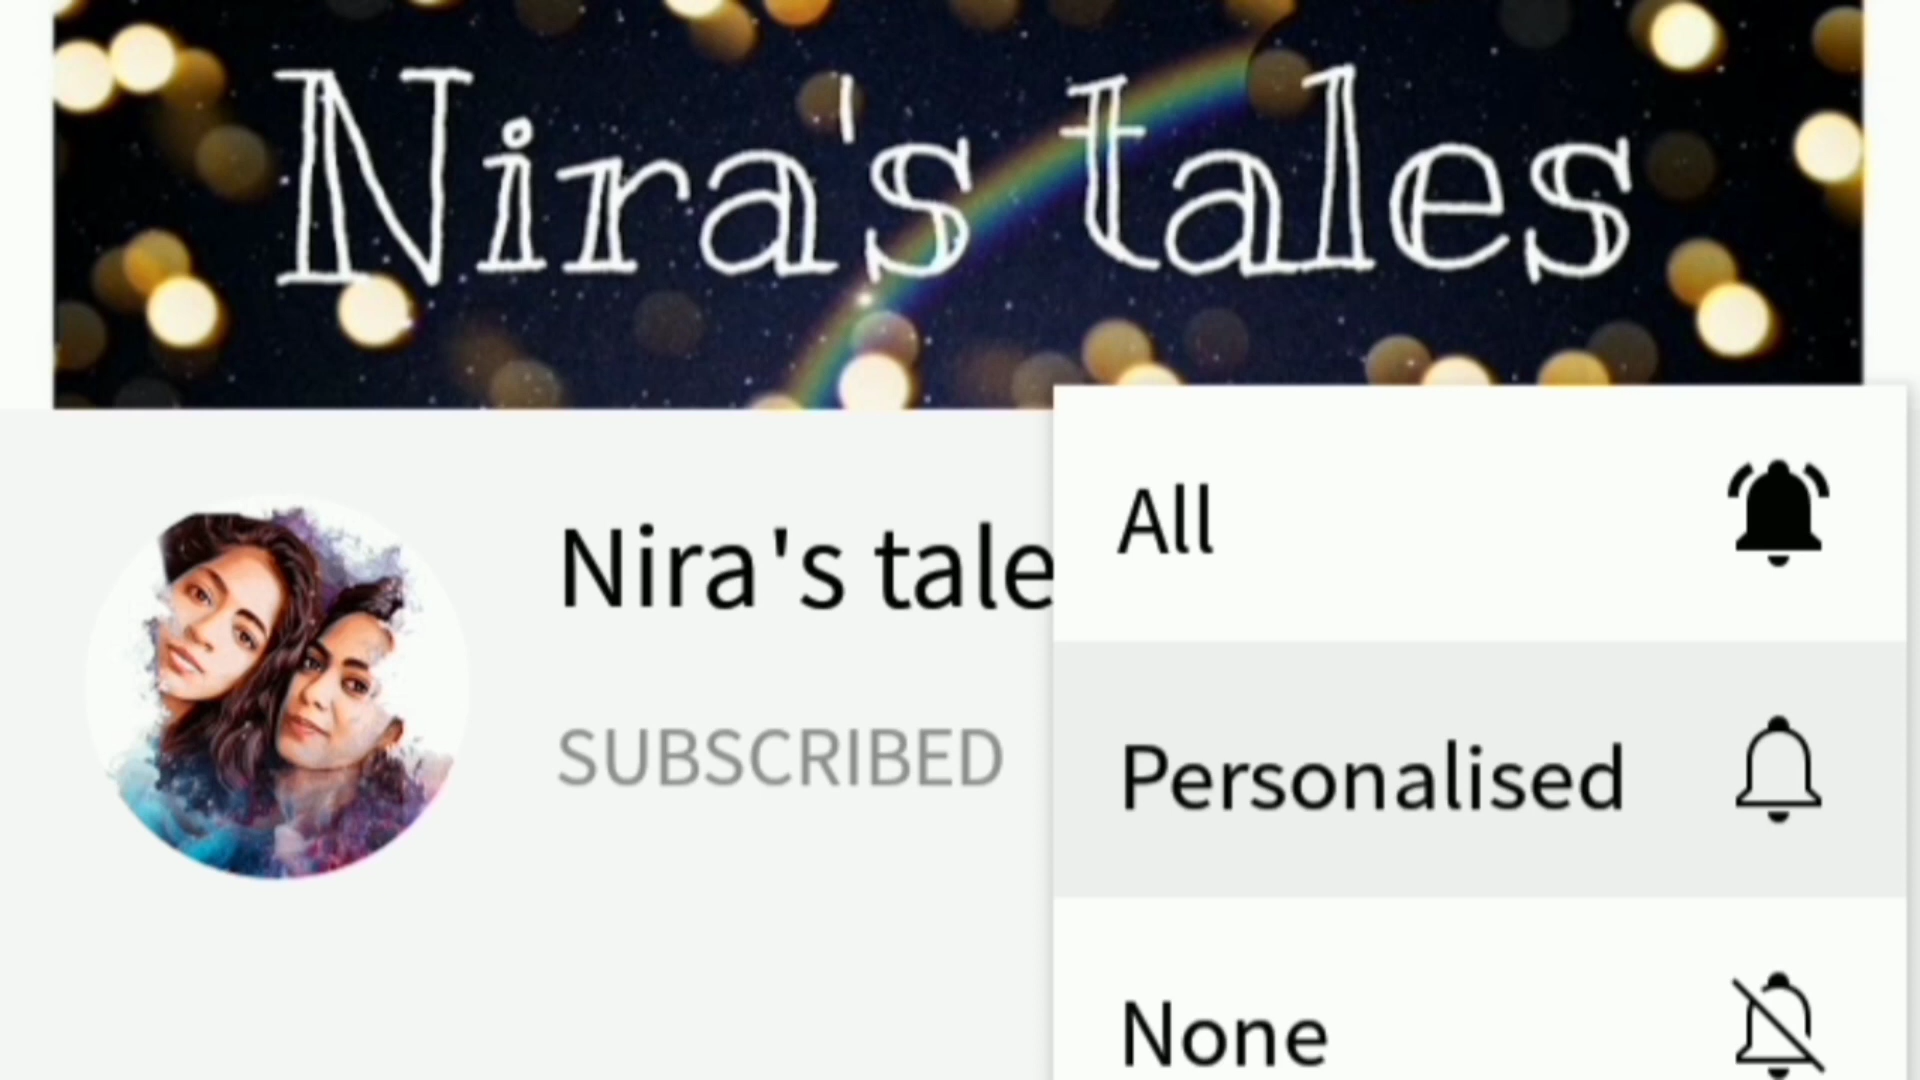 Nira's tales
Nira's tale
SUBSCRIBED
All
Personalised
None